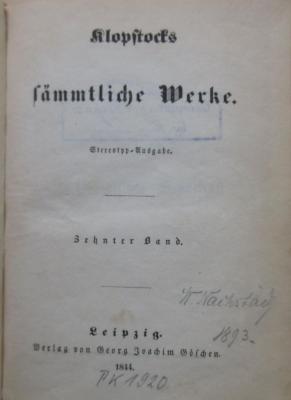 Klopstocks
sämmtliche Werke.
Stereotyp-Ausgabe.
Zehnter Band.
1893.
Leipzig.
Verlag von Georg Joachim Göschen.
1844.
PK 1920